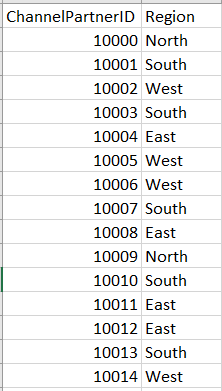 ChannelPartnerID Region
10000 North
10001 South
10002 West
10003 South
10004 East
10005 West
10006 West
10007 South
10008 East
10009 North
10010 South
10011 East
10012 East
10013 South
10014 West